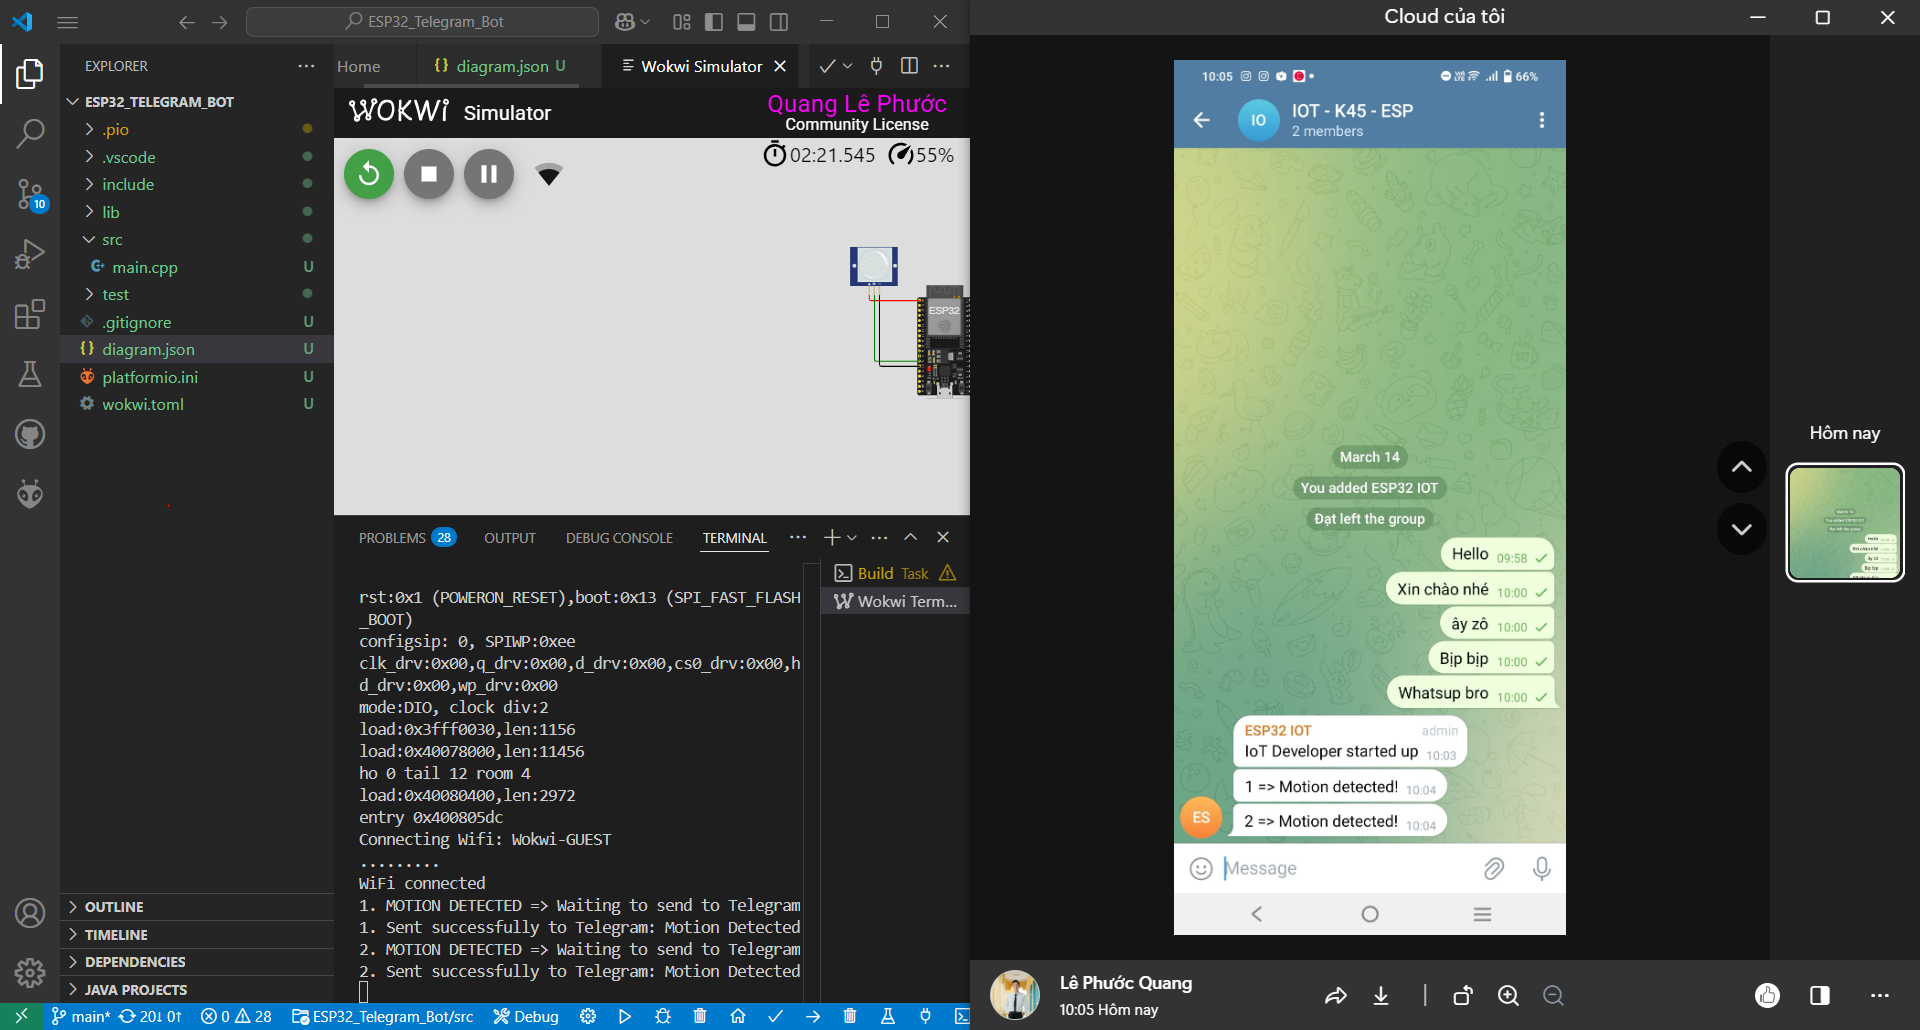 ESP32_Telegram_Bot
EXPLORER
ESP32_TELEGRAM_BOT
.pio
.vscode
include
lib
src
main.cpp U
test
.gitignore U
diagram.json U
platformio.ini U
wokwi.toml U
10
OUTLINE
TIMELINE
DEPENDENCIES
JAVA PROJECTS
Home
{} diagram.json U
Wokwi Simulator
WOKWi Simulator
Quang Lê Phước
Community License
02:21.545 55%
ESP32
PROBLEMS 28 OUTPUT DEBUG CONSOLE TERMINAL
Build Task
Wokwi Term...
rst:0x1 (POWERON_RESET),boot:0x13 (SPI_FAST_FLASH
_BOOT)
configsip: 0, SPIWP:0xee
clk_drv:0x00,q_drv:0x00,d_drv:0x00,cs0_drv:0x00,h
d_drv:0x00,wp_drv:0x00
mode:DIO, clock div:2
load:0x3fff0030,len:1156
load:0x40078000,len:11456
ho 0 tail 12 room 4
load:0x40080400,len:2972
entry 0x400805dc
Connecting Wifi: Wokwi-GUEST
.........
WiFi connected
1. MOTION DETECTED => Waiting to send to Telegram
1. Sent successfully to Telegram: Motion Detected
2. MOTION DETECTED => Waiting to send to Telegram
2. Sent successfully to Telegram: Motion Detected
main* 20↓ 0↑ 0 28 ESP32_Telegram_Bot/src Debug
Cloud của tôi
10:05 66%
IO
IOT - K45 - ESP
2 members
March 14
You added ESP32 IOT
Đạt left the group
Hello 09:58
Xin chào nhé 10:00
ây zô 10:00
Bịp bịp 10:00
Whatsup bro 10:00
ESP32 IOT admin
IoT Developer started up 10:03
1 => Motion detected! 10:04
ES
2 => Motion detected! 10:04
Message
Hôm nay
Lê Phước Quang
10:05 Hôm nay